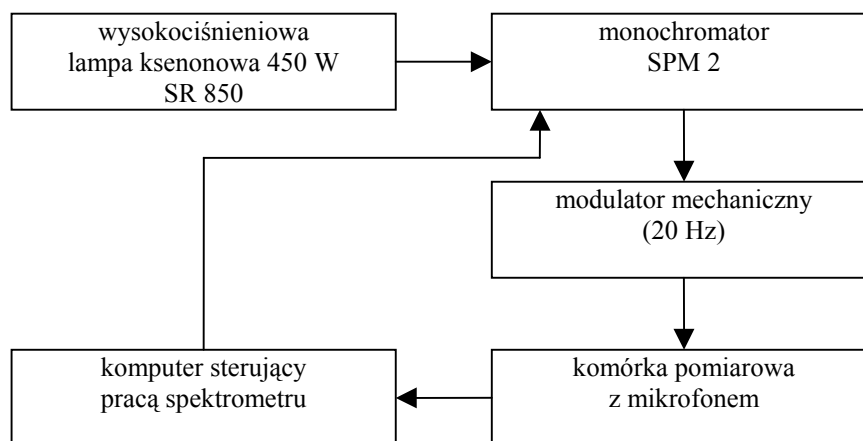 wysokociśnieniowa
lampa ksenonowa 450 W
SR 850
monochromator
SPM 2
modulator mechaniczny
(20 Hz)
komputer sterujący
pracą spektrometru
komórka pomiarowa
z mikrofonem